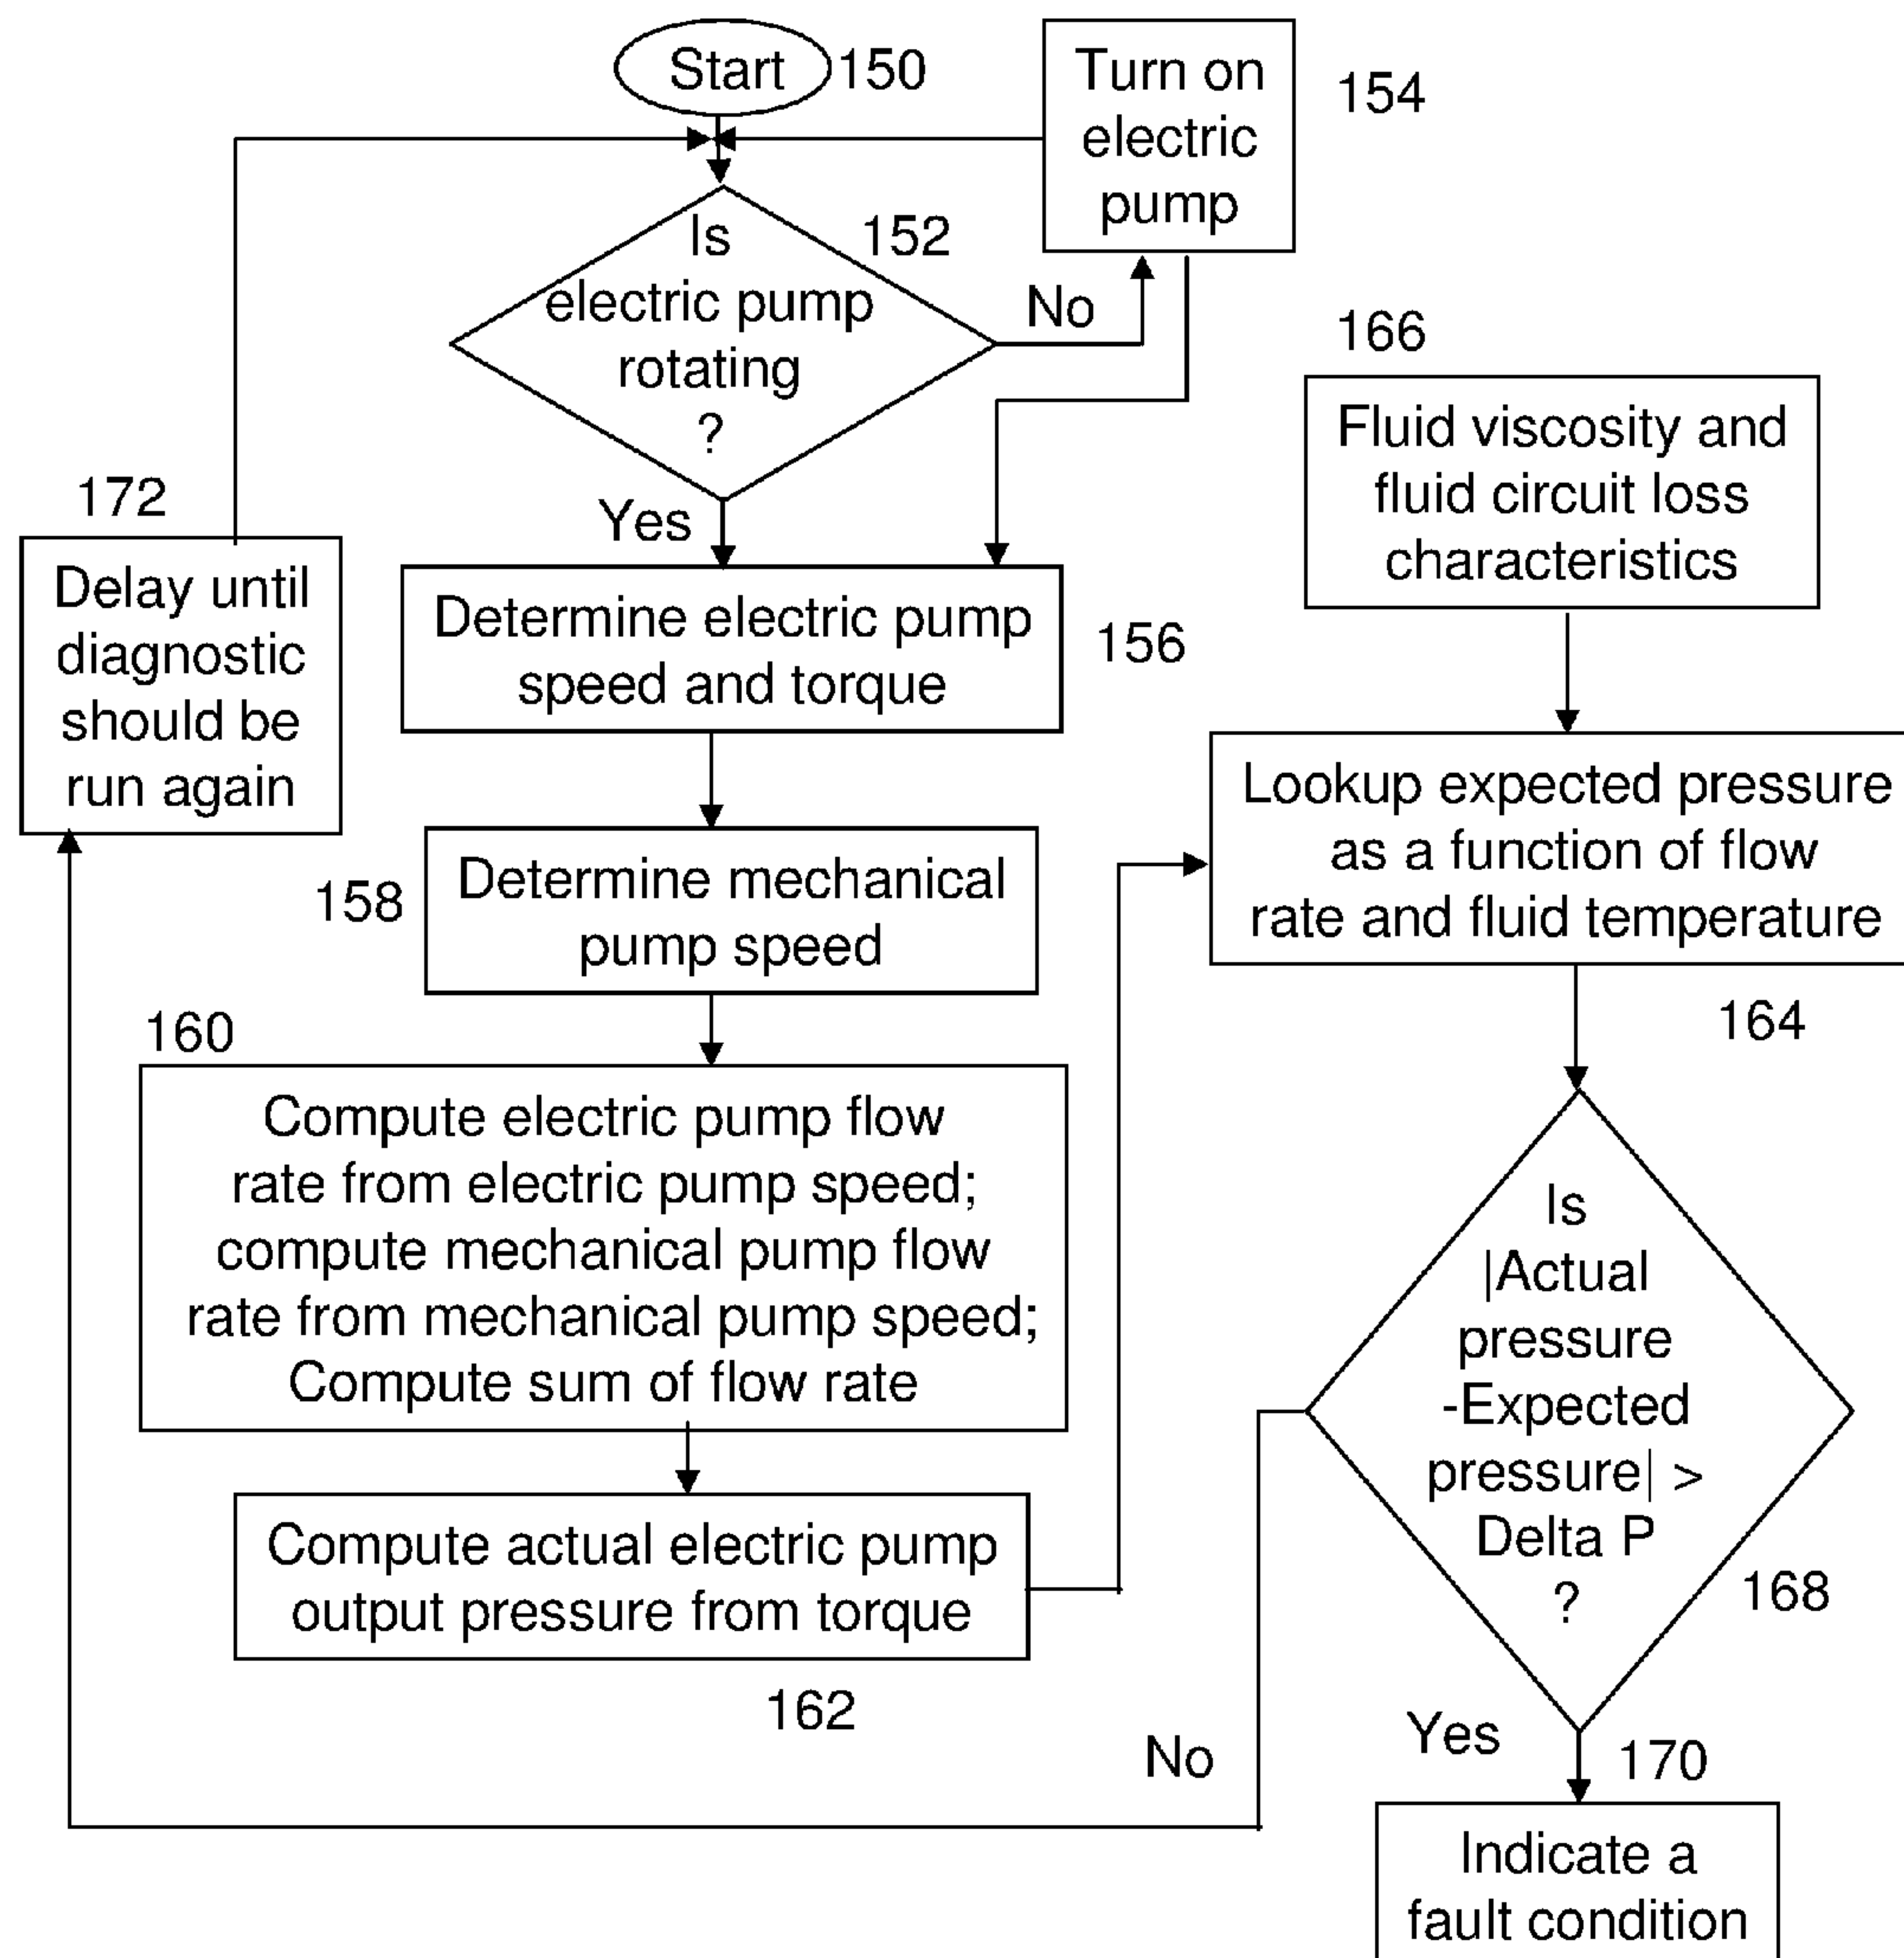 Start
150
Turn on
electric
pump
154
Is
electric pump
rotating
?
152
No
Yes
166
Fluid viscosity and
fluid circuit loss
characteristics
172
Delay until
diagnostic
should be
run again
Determine electric pump
speed and torque
156
Lookup expected pressure
as a function of flow
rate and fluid temperature
164
158
Determine mechanical
pump speed
160
Compute electric pump flow
rate from electric pump speed;
compute mechanical pump flow
rate from mechanical pump speed;
Compute sum of flow rate
Is
|Actual
pressure
-Expected
pressure| >
Delta P
?
168
Compute actual electric pump
output pressure from torque
162
No
Yes
170
Indicate a
fault condition